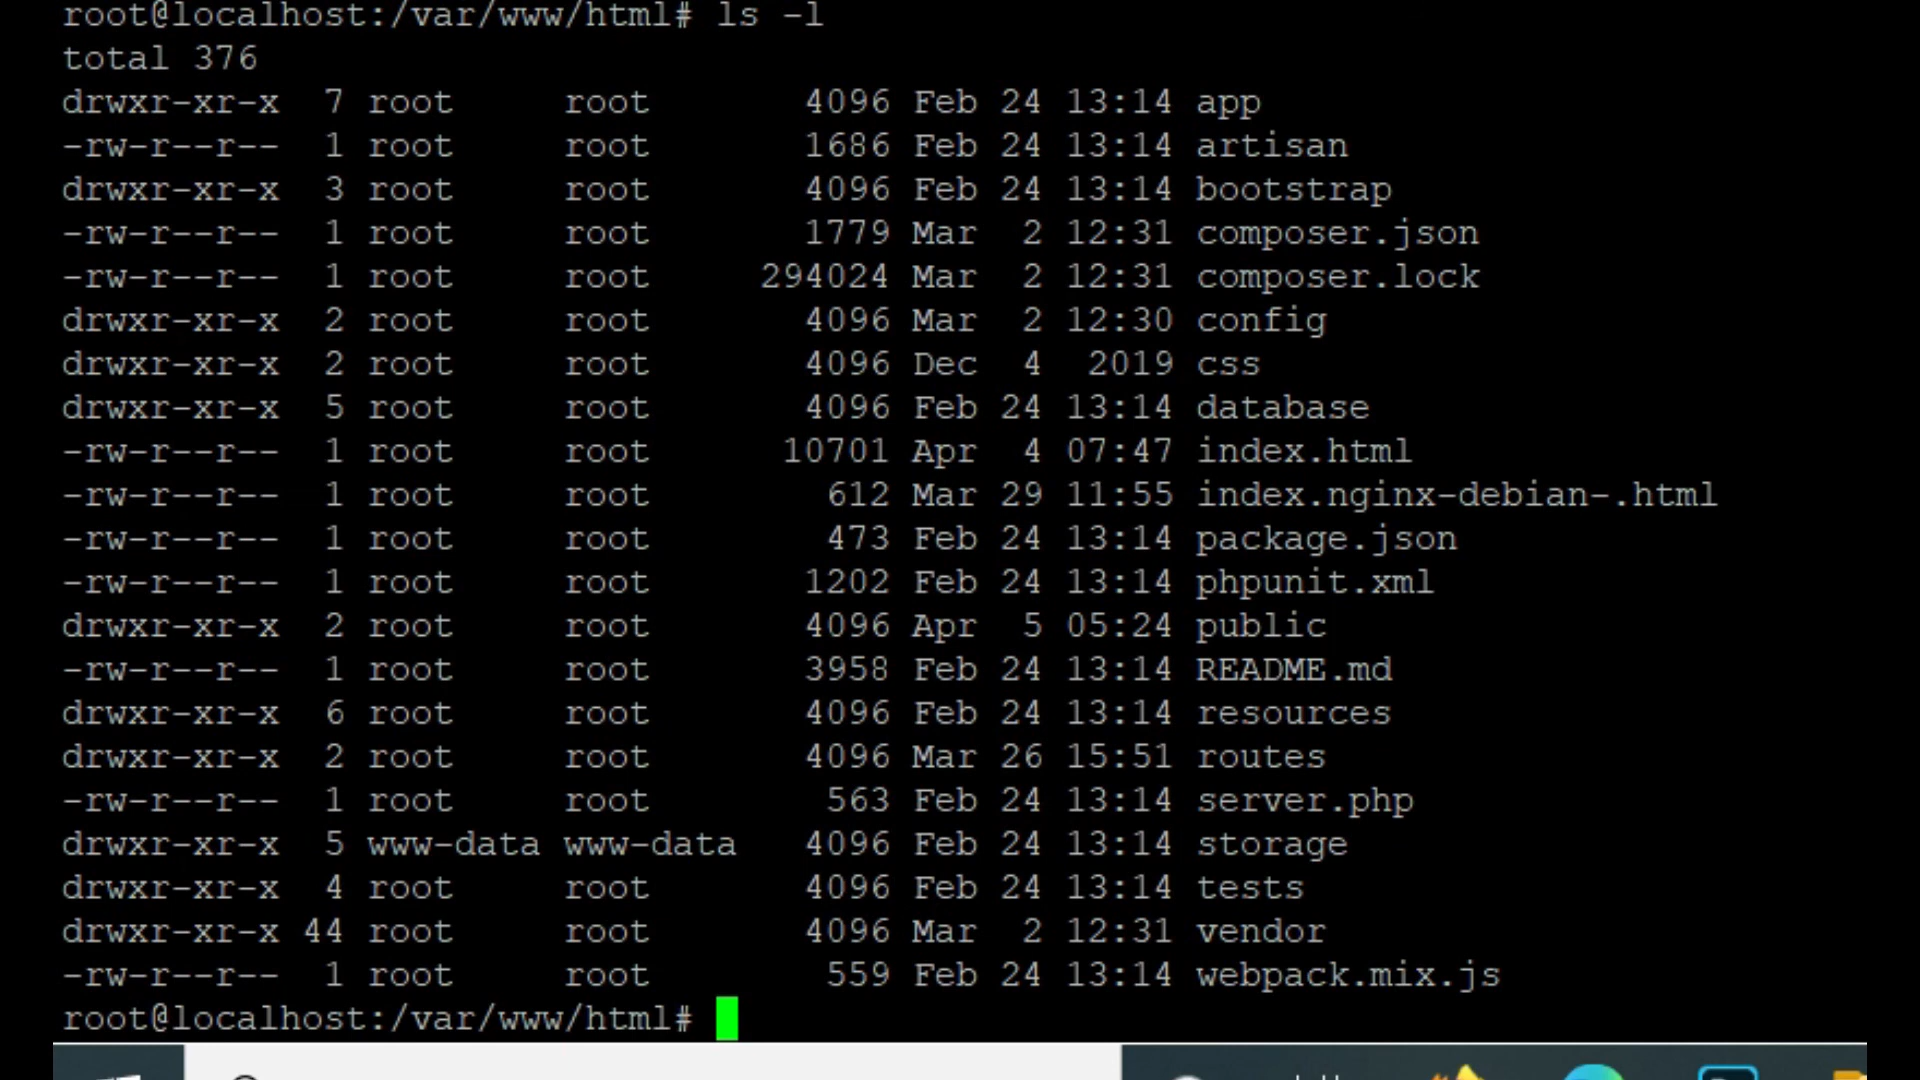 root@localhost:/var/www/html# ls -l
total 376
drwxr-xr-x  7 root     root       4096 Feb 24 13:14 app
-rw-r--r--  1 root     root       1686 Feb 24 13:14 artisan
drwxr-xr-x  3 root     root       4096 Feb 24 13:14 bootstrap
-rw-r--r--  1 root     root       1779 Mar  2 12:31 composer.json
-rw-r--r--  1 root     root     294024 Mar  2 12:31 composer.lock
drwxr-xr-x  2 root     root       4096 Mar  2 12:30 config
drwxr-xr-x  2 root     root       4096 Dec  4  2019 css
drwxr-xr-x  5 root     root       4096 Feb 24 13:14 database
-rw-r--r--  1 root     root      10701 Apr  4 07:47 index.html
-rw-r--r--  1 root     root        612 Mar 29 11:55 index.nginx-debian-.html
-rw-r--r--  1 root     root        473 Feb 24 13:14 package.json
-rw-r--r--  1 root     root       1202 Feb 24 13:14 phpunit.xml
drwxr-xr-x  2 root     root       4096 Apr  5 05:24 public
-rw-r--r--  1 root     root       3958 Feb 24 13:14 README.md
drwxr-xr-x  6 root     root       4096 Feb 24 13:14 resources
drwxr-xr-x  2 root     root       4096 Mar 26 15:51 routes
-rw-r--r--  1 root     root        563 Feb 24 13:14 server.php
drwxr-xr-x  5 www-data www-data   4096 Feb 24 13:14 storage
drwxr-xr-x  4 root     root       4096 Feb 24 13:14 tests
drwxr-xr-x 44 root     root       4096 Mar  2 12:31 vendor
-rw-r--r--  1 root     root        559 Feb 24 13:14 webpack.mix.js
root@localhost:/var/www/html#